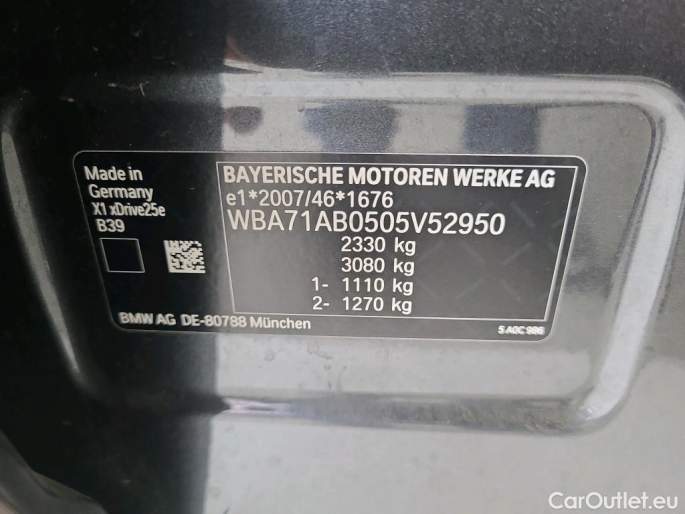 Made in
Germany
X1 xDrive25e
B39
BAYERISCHE MOTOREN WERKE AG
e1*2007/46*1676
WBA71AB0505V52950
2330 kg
3080 kg
1- 1110 kg
2- 1270 kg
BMW AG DE-80788 München
5 A0C 986
CarOutlet.eu